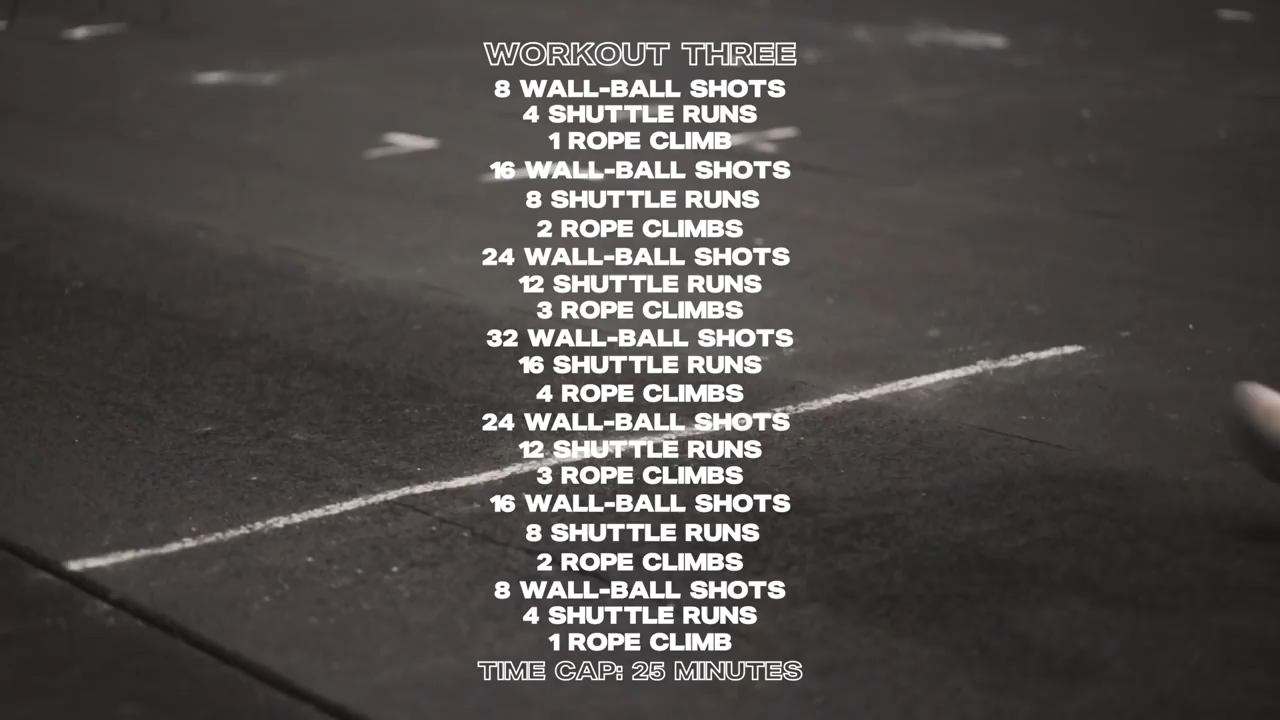 WORKOUT THREE
8 WALL-BALL SHOTS
4 SHUTTLE RUNS
1 ROPE CLIMB
16 WALL-BALL SHOTS
8 SHUTTLE RUNS
2 ROPE CLIMBS
24 WALL-BALL SHOTS
12 SHUTTLE RUNS
3 ROPE CLIMBS
32 WALL-BALL SHOTS
16 SHUTTLE RUNS
4 ROPE CLIMBS
24 WALL-BALL SHOTS
12 SHUTTLE RUNS
3 ROPE CLIMBS
16 WALL-BALL SHOTS
8 SHUTTLE RUNS
2 ROPE CLIMBS
8 WALL-BALL SHOTS
4 SHUTTLE RUNS
1 ROPE CLIMB
TIME CAP: 25 MINUTES